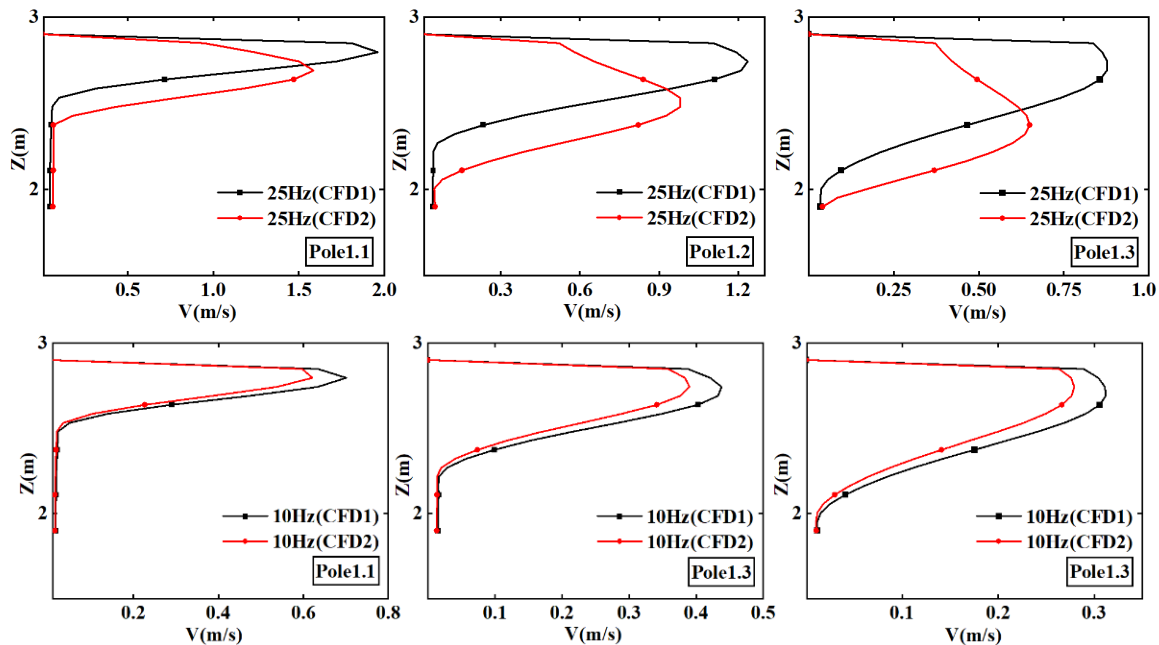 3
Z(m)
2
25Hz(CFD1)
25Hz(CFD2)
Pole1.1
0.5 1.0 1.5 2.0
V(m/s)
3
Z(m)
2
25Hz(CFD1)
25Hz(CFD2)
Pole1.2
0.3 0.6 0.9 1.2
V(m/s)
3
Z(m)
2
25Hz(CFD1)
25Hz(CFD2)
Pole1.3
0.25 0.50 0.75 1.0
V(m/s)
3
Z(m)
2
10Hz(CFD1)
10Hz(CFD2)
Pole1.1
0.2 0.4 0.6 0.8
V(m/s)
3
Z(m)
2
10Hz(CFD1)
10Hz(CFD2)
Pole1.3
0.1 0.2 0.3 0.4 0.5
V(m/s)
3
Z(m)
2
10Hz(CFD1)
10Hz(CFD2)
Pole1.3
0.1 0.2 0.3
V(m/s)